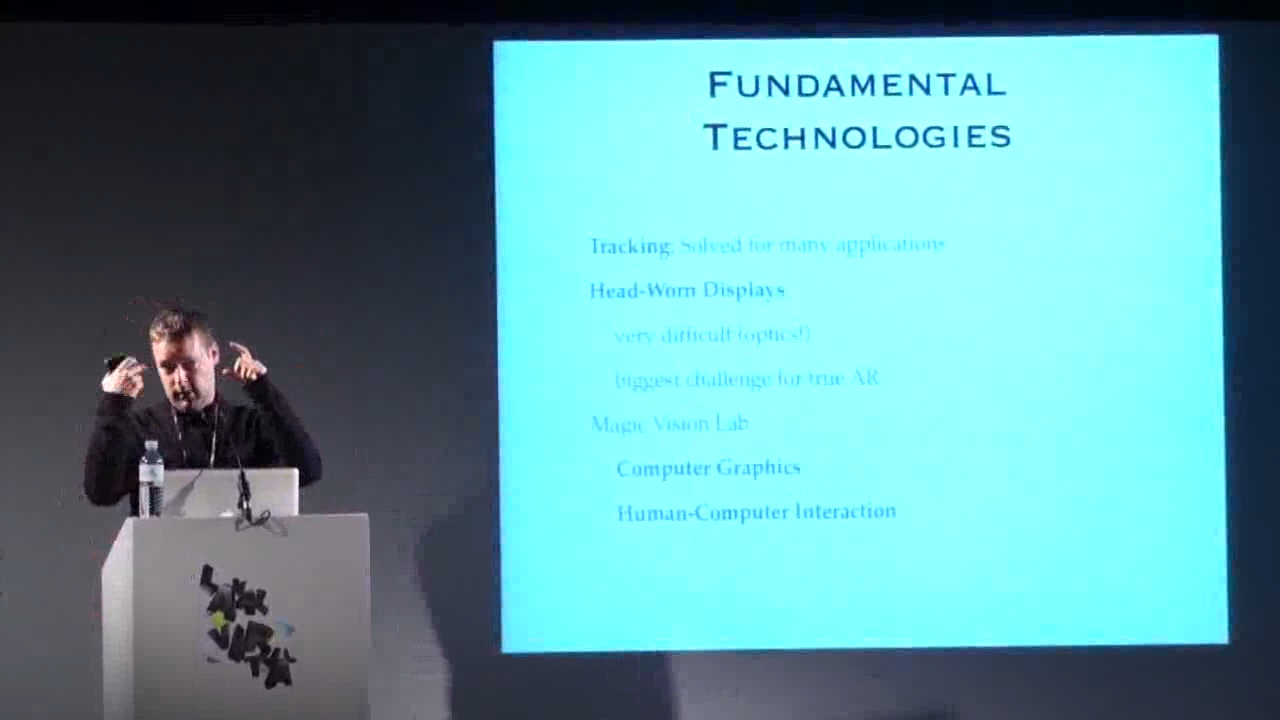 FUNDAMENTAL
TECHNOLOGIES
Tracking: Solved for many applications
Head-Worn Displays
very difficult (optics!)
biggest challenge for true AR
Magic Vision Lab
Computer Graphics
Human-Computer Interaction